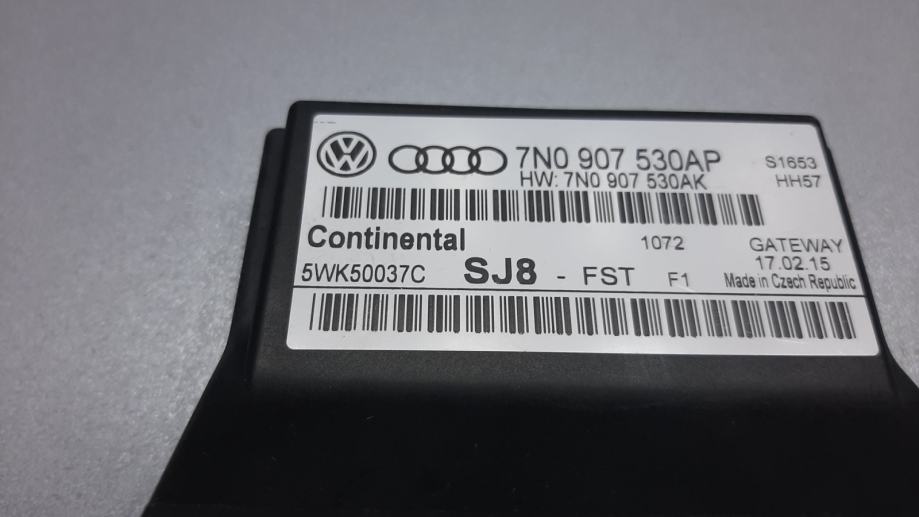 7N0 907 530AP
S1653
HW: 7N0 907 530AK
HH57
Continental
1072
GATEWAY
5WK50037C
SJ8 - FST
F1
17.02.15
Made in Czech Republic